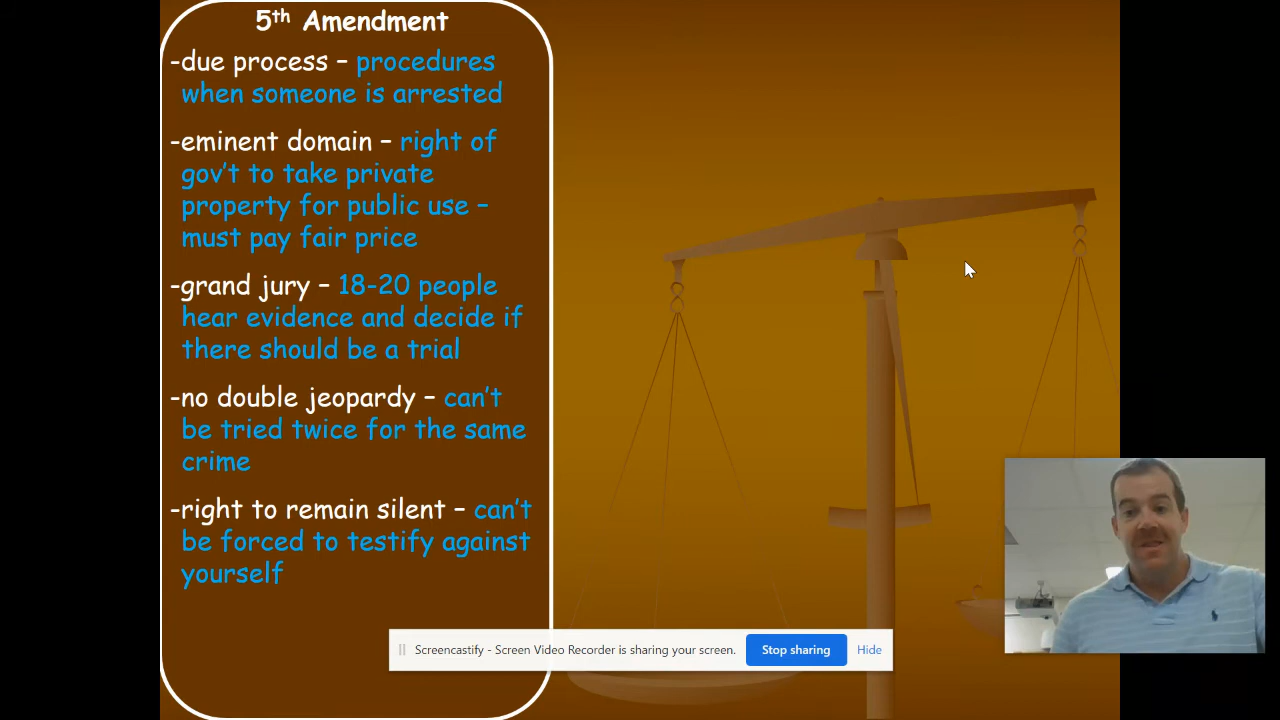 5th Amendment
-due process – procedures
when someone is arrested
-eminent domain – right of
gov't to take private
property for public use –
must pay fair price
-grand jury – 18-20 people
hear evidence and decide if
there should be a trial
-no double jeopardy – can't
be tried twice for the same
crime
-right to remain silent – can't
be forced to testify against
yourself
Screencastify - Screen Video Recorder is sharing your screen. Stop sharing Hide